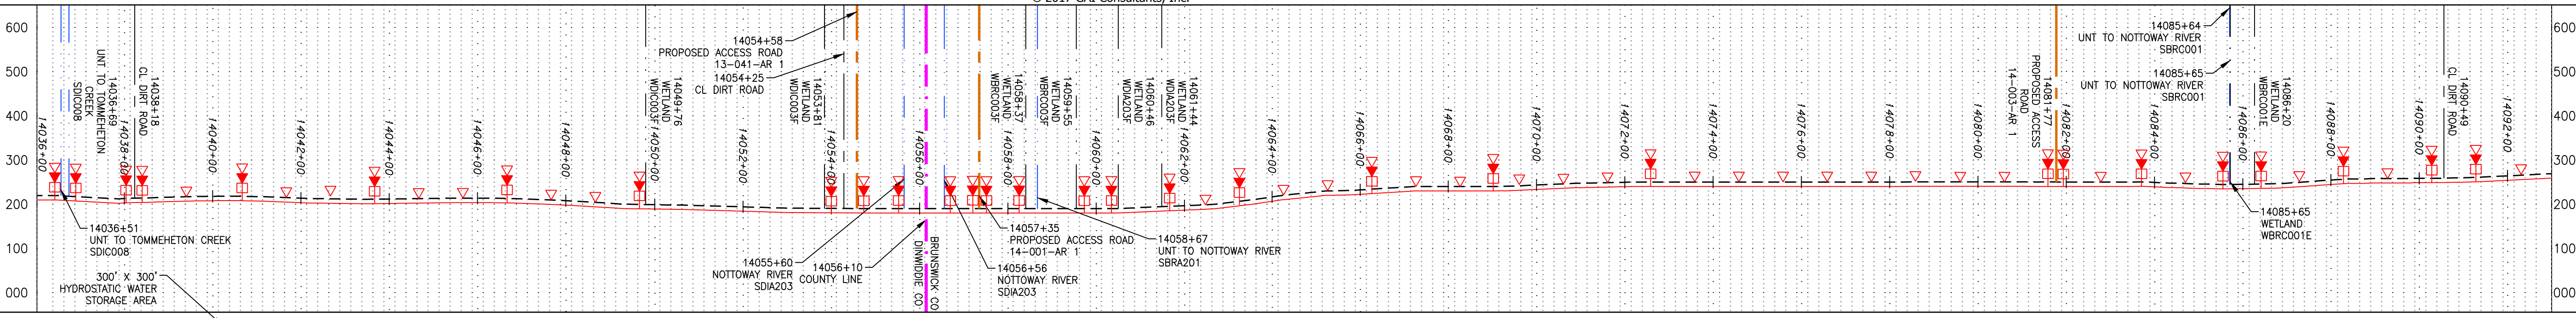 © 2017 GAI Consultants, Inc.
600
500
400
300
200
100
000
14036+00
14038+00
14040+00
14042+00
14044+00
14046+00
14048+00
14050+00
14052+00
14054+00
14056+00
14058+00
14060+00
14062+00
14064+00
14066+00
14068+00
14070+00
14072+00
14074+00
14076+00
14078+00
14080+00
14082+00
14084+00
14086+00
14088+00
14090+00
14092+00
14036+69
UNT TO TOMMEHETON
CREEK
SDIC008
14038+18
CL DIRT ROAD
14036+51
UNT TO TOMMEHETON CREEK
SDIC008
300' X 300'
HYDROSTATIC WATER
STORAGE AREA
14049+76
WETLAND
WDIC003F
14054+58
PROPOSED ACCESS ROAD
13-041-AR 1
14054+25
CL DIRT ROAD
14053+81
WETLAND
WDIC003F
14055+60
NOTTOWAY RIVER
SDIA203
14056+10
COUNTY LINE
DINWIDDIE CO
BRUNSWICK CO
14056+56
NOTTOWAY RIVER
SDIA203
14057+35
PROPOSED ACCESS ROAD
14-001-AR 1
14058+37
WETLAND
WBRC003F
14058+67
UNT TO NOTTOWAY RIVER
SBRA201
14059+55
WETLAND
WBRC003F
14060+46
WETLAND
WDIA203F
14061+44
WETLAND
WDIA203F
14081+77
PROPOSED ACCESS
ROAD
14-003-AR 1
14085+64
UNT TO NOTTOWAY RIVER
SBRC001
14085+65
UNT TO NOTTOWAY RIVER
SBRC001
14085+65
WETLAND
WBRC001E
14086+20
WETLAND
WBRC001E
14090+49
CL DIRT ROAD
600
500
400
300
200
100
000